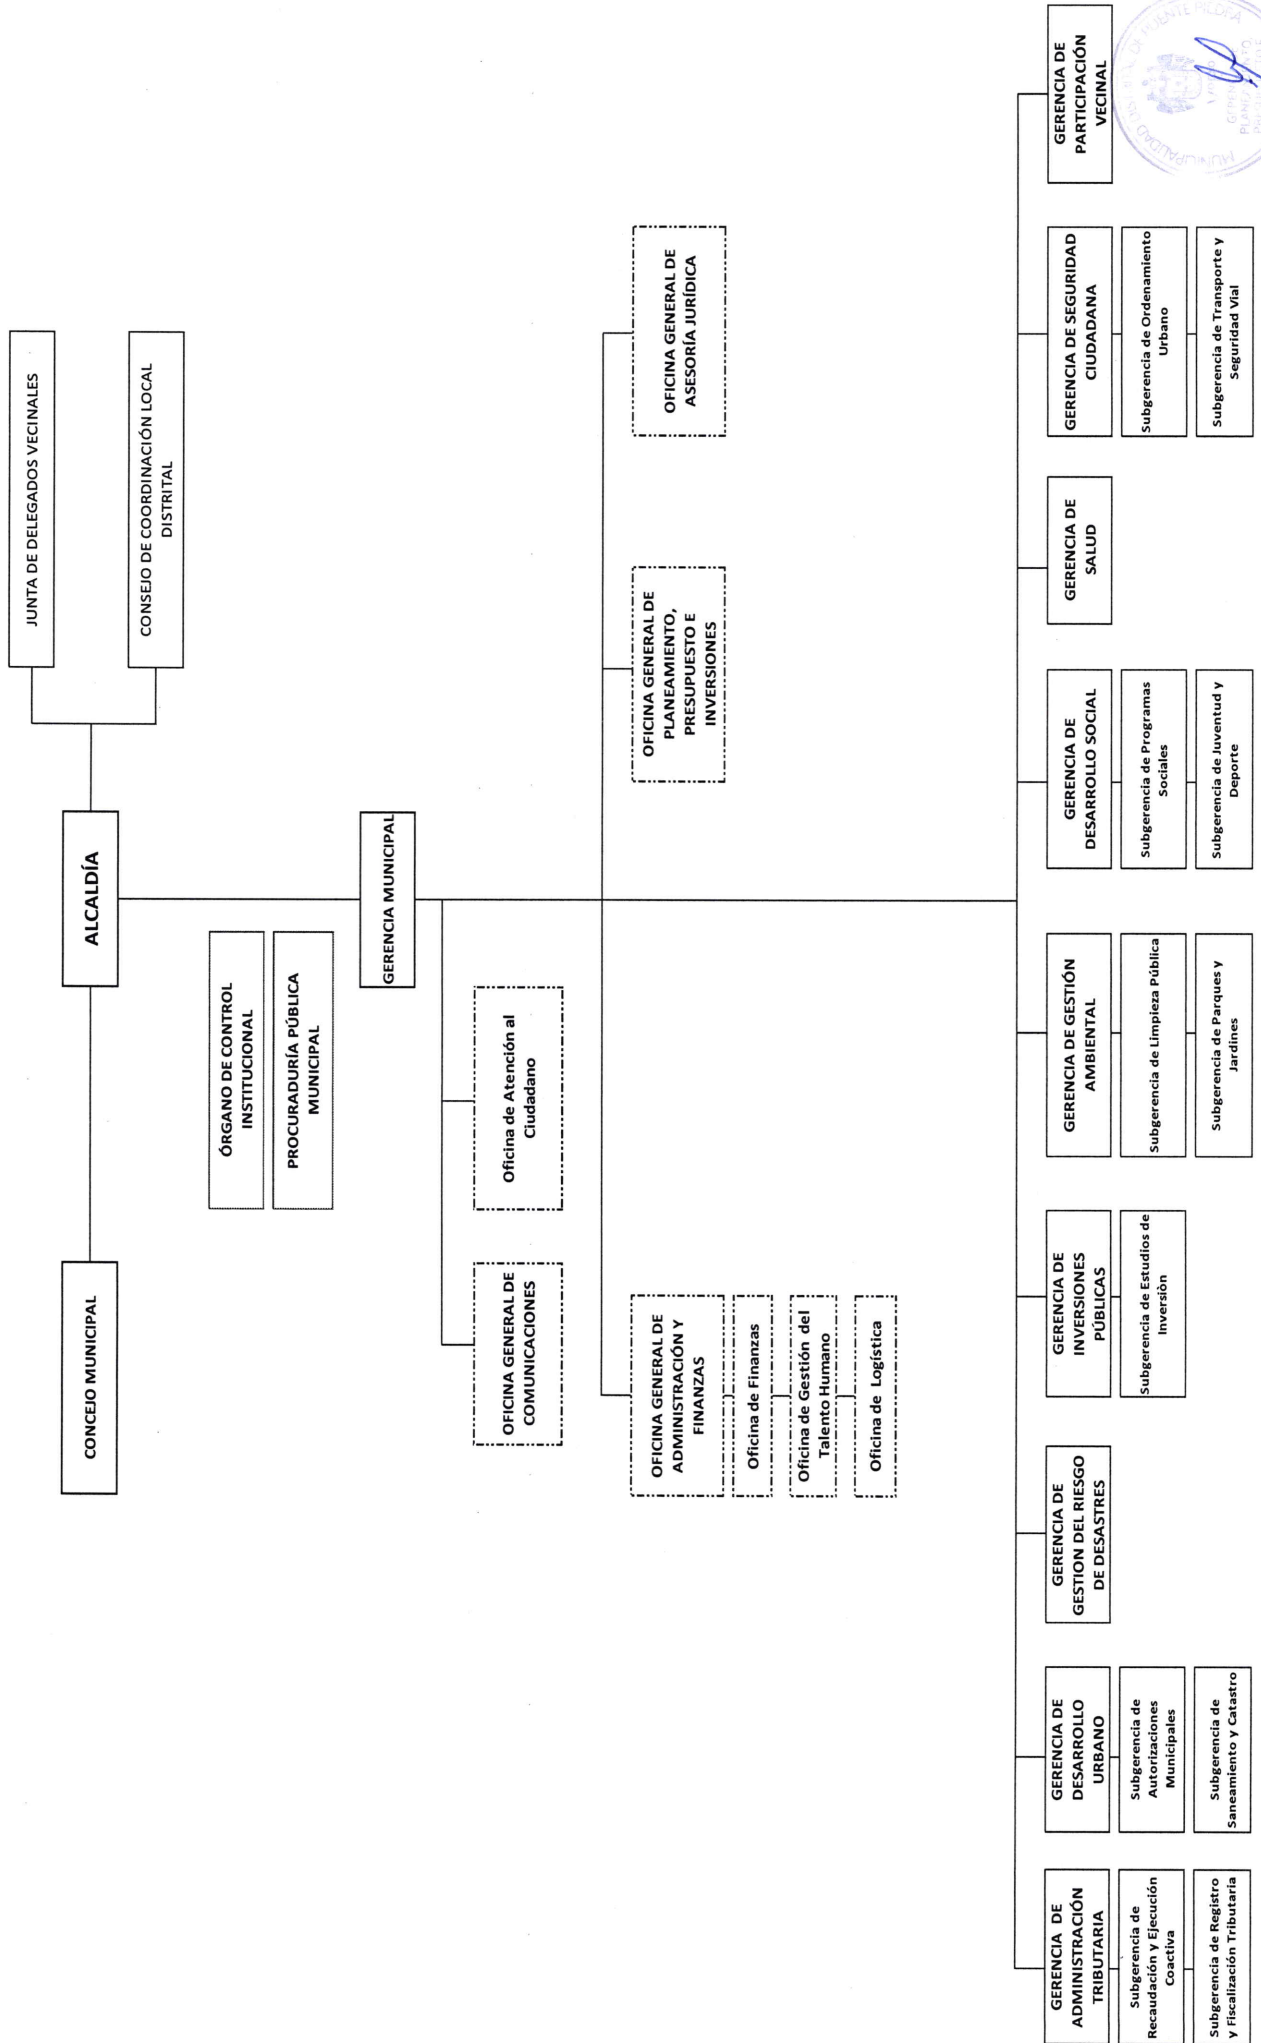 JUNTA DE DELEGADOS VECINALES
CONSEJO DE COORDINACIÓN LOCAL
DISTRITAL
CONCEJO MUNICIPAL
ALCALDÍA
ÓRGANO DE CONTROL
INSTITUCIONAL
PROCURADURÍA PÚBLICA
MUNICIPAL
GERENCIA MUNICIPAL
OFICINA GENERAL DE
COMUNICACIONES
Oficina de Atención al
Ciudadano
OFICINA GENERAL DE
ADMINISTRACIÓN Y
FINANZAS
Oficina de Finanzas
Oficina de Gestión del
Talento Humano
Oficina de Logística
OFICINA GENERAL DE
PLANEAMIENTO,
PRESUPUESTO E
INVERSIONES
OFICINA GENERAL DE
ASESORÍA JURÍDICA
GERENCIA DE
ADMINISTRACIÓN
TRIBUTARIA
Subgerencia de
Recaudación y Ejecución
Coactiva
Subgerencia de Registro
y Fiscalización Tributaria
GERENCIA DE
DESARROLLO
URBANO
Subgerencia de
Autorizaciones
Municipales
Subgerencia de
Saneamiento y Catastro
GERENCIA DE
GESTION DEL RIESGO
DE DESASTRES
GERENCIA DE
INVERSIONES
PÚBLICAS
Subgerencia de Estudios de
Inversiòn
GERENCIA DE GESTIÓN
AMBIENTAL
Subgerencia de Limpieza Pública
Subgerencia de Parques y
Jardines
GERENCIA DE
DESARROLLO SOCIAL
Subgerencia de Programas
Sociales
Subgerencia de Juventud y
Deporte
GERENCIA DE
SALUD
GERENCIA DE SEGURIDAD
CIUDADANA
Subgerencia de Ordenamiento
Urbano
Subgerencia de Transporte y
Seguridad Vial
GERENCIA DE
PARTICIPACIÓN
VECINAL
MUNICIPALIDAD DISTRITAL DE PUENTE PIEDRA